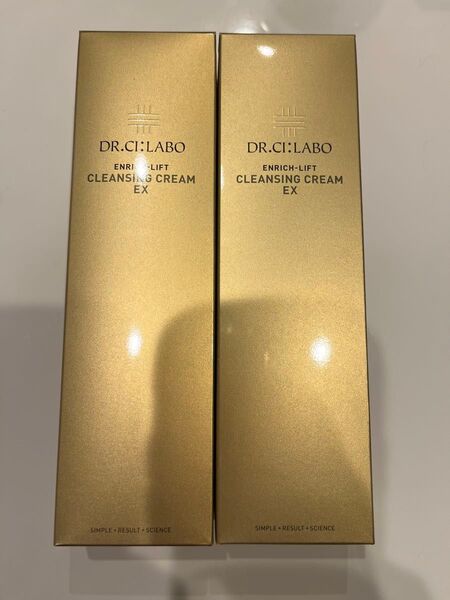 DR.CI:LABO
ENRICH-LIFT
CLEANSING CREAM
EX
SIMPLE + RESULT + SCIENCE
DR.CI:LABO
ENRICH-LIFT
CLEANSING CREAM
EX
SIMPLE + RESULT + SCIENCE